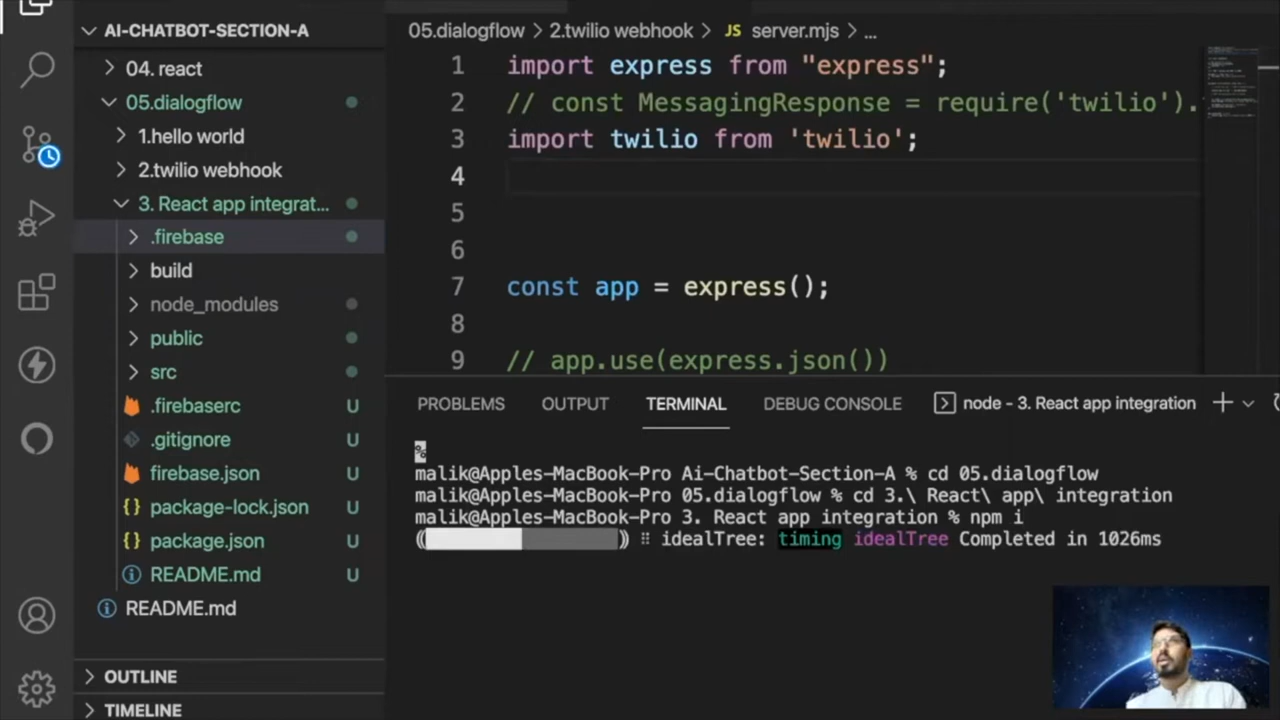 AI-CHATBOT-SECTION-A
04. react
05.dialogflow
1.hello world
2.twilio webhook
3. React app integrat...
.firebase
build
node_modules
public
src
.firebaserc U
.gitignore U
firebase.json U
package-lock.json U
package.json U
README.md U
README.md
OUTLINE
TIMELINE
05.dialogflow > 2.twilio webhook > JS server.mjs > ...
1 import express from "express";
2 // const MessagingResponse = require('twilio').
3 import twilio from 'twilio';
4
5
6
7 const app = express();
8
9 // app.use(express.json())
PROBLEMS OUTPUT TERMINAL DEBUG CONSOLE node - 3. React app integration
%
malik@Apples-MacBook-Pro Ai-Chatbot-Section-A % cd 05.dialogflow
malik@Apples-MacBook-Pro 05.dialogflow % cd 3.\ React\ app\ integration
malik@Apples-MacBook-Pro 3. React app integration % npm i
() ⠿ idealTree: timing idealTree Completed in 1026ms